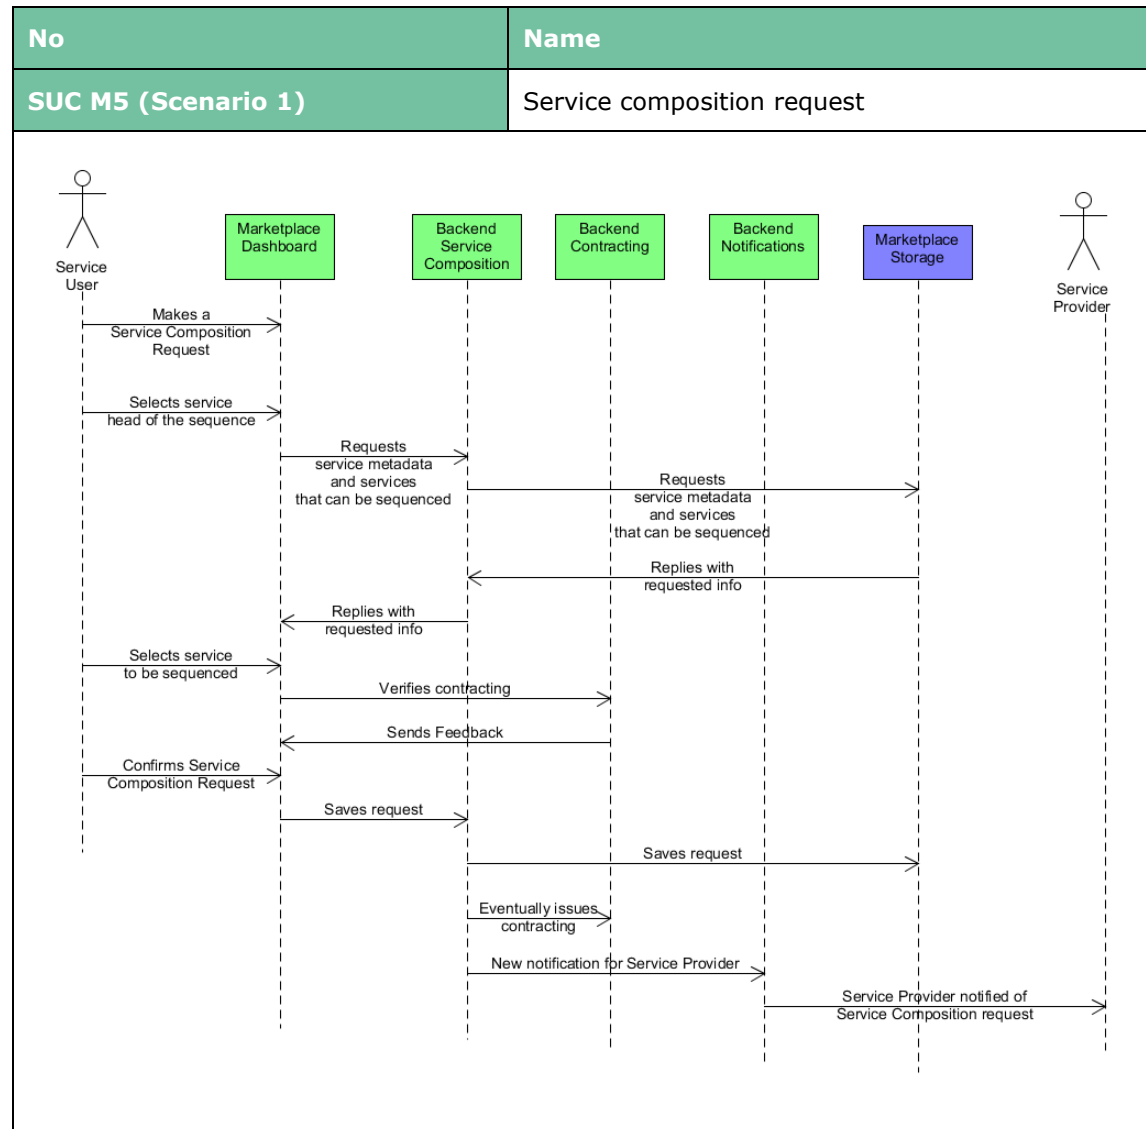 No
Name
SUC M5 (Scenario 1)
Service composition request
Service
User
Marketplace
Dashboard
Backend
Service
Composition
Backend
Contracting
Backend
Notifications
Marketplace
Storage
Service
Provider
Makes a
Service Composition
Request
Selects service
head of the sequence
Requests
service metadata
and services
that can be sequenced
Requests
service metadata
and services
that can be sequenced
Replies with
requested info
Replies with
requested info
Selects service
to be sequenced
Verifies contracting
Sends Feedback
Confirms Service
Composition Request
Saves request
Saves request
Eventually issues
contracting
New notification for Service Provider
Service Provider notified of
Service Composition request